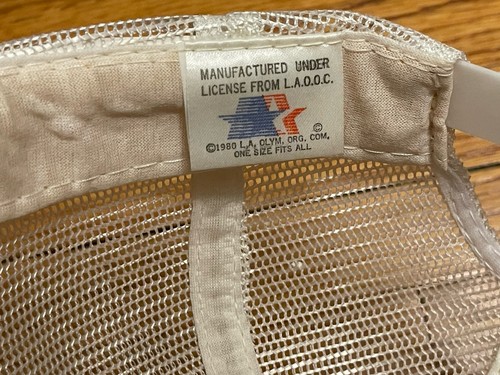 MANUFACTURED UNDER
LICENSE FROM L.A.O.O.C.
©
©1980 L.A. OLYM. ORG. COM.
ONE SIZE FITS ALL